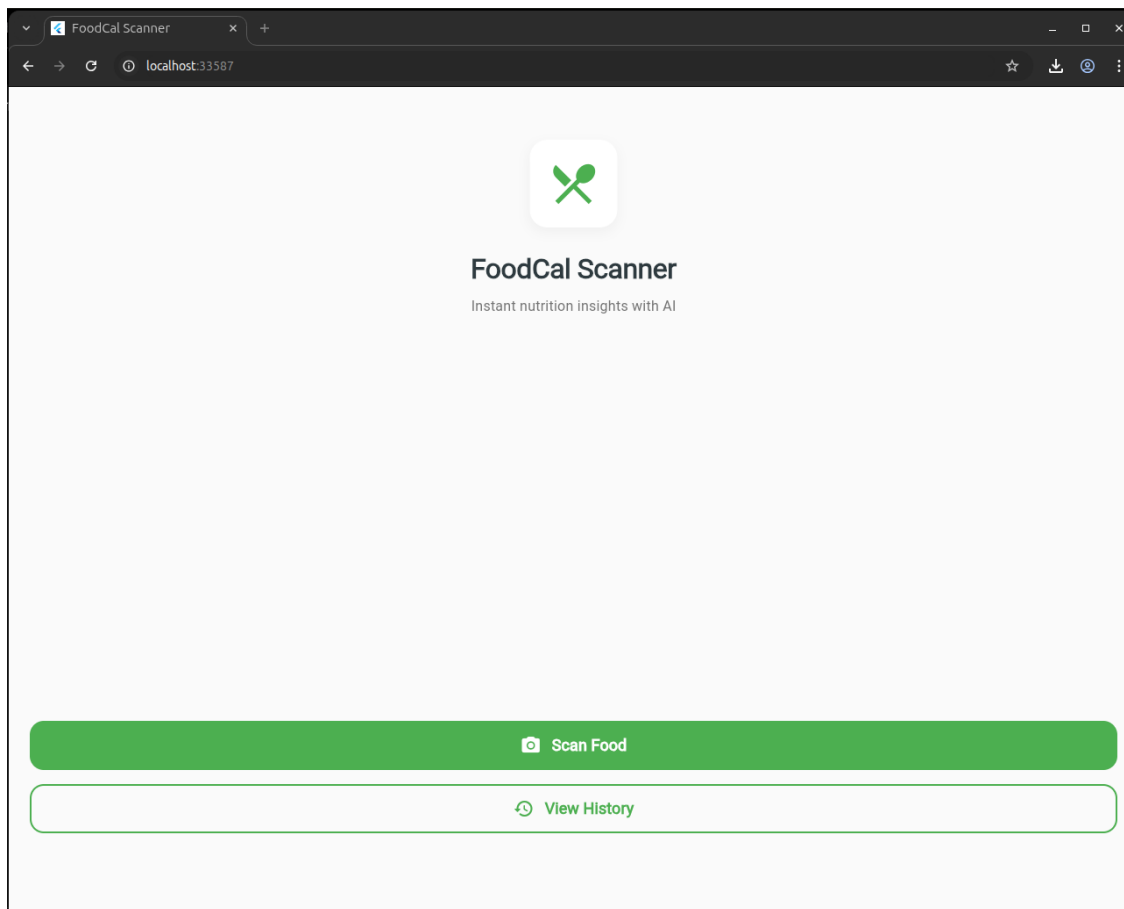 FoodCal Scanner
localhost:33587
FoodCal Scanner
Instant nutrition insights with AI
Scan Food
View History